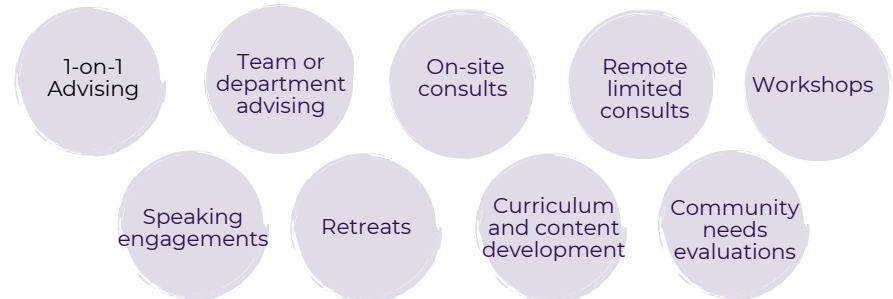 1-on-1
Advising
Team or
department
advising
On-site
consults
Remote
limited
consults
Workshops
Speaking
engagements
Retreats
Curriculum
and content
development
Community
needs
evaluations